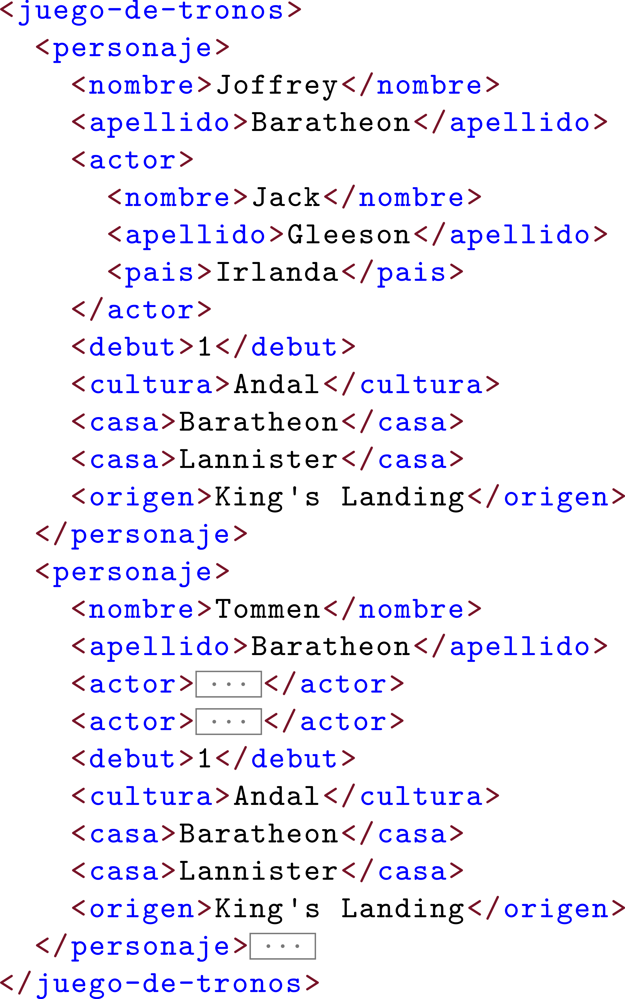 <juego-de-tronos>
<personaje>
<nombre>Joffrey</nombre>
<apellido>Baratheon</apellido>
<actor>
<nombre>Jack</nombre>
<apellido>Gleeson</apellido>
<pais>Irlanda</pais>
</actor>
<debut>1</debut>
<cultura>Andal</cultura>
<casa>Baratheon</casa>
<casa>Lannister</casa>
<origen>King's Landing</origen>
</personaje>
<personaje>
<nombre>Tommen</nombre>
<apellido>Baratheon</apellido>
<actor>...</actor>
<actor>...</actor>
<debut>1</debut>
<cultura>Andal</cultura>
<casa>Baratheon</casa>
<casa>Lannister</casa>
<origen>King's Landing</origen>
</personaje>...
</juego-de-tronos>